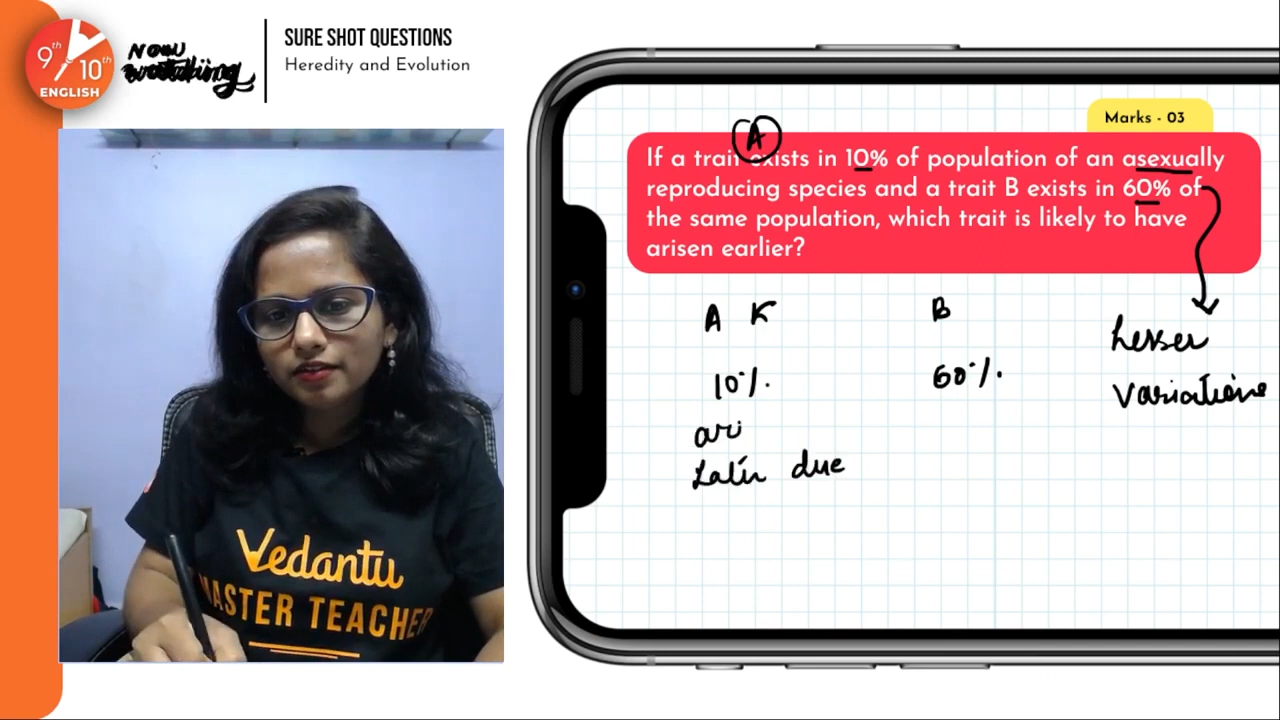 9th
10th
ENGLISH
Now
SURE SHOT QUESTIONS
Heredity and Evolution
Marks - 03
A
If a trait exists in 10% of population of an asexually
reproducing species and a trait B exists in 60% of
the same population, which trait is likely to have
arisen earlier?
A
B
10%.
60%.
Lesser
Variations
ari
Later due
Vedantu
MASTER TEACHER